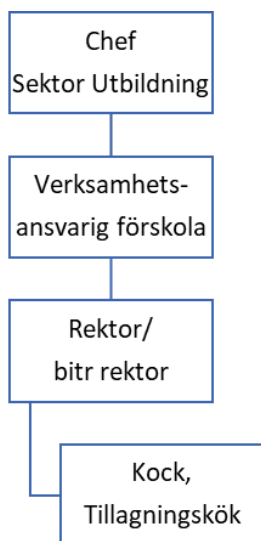 Chef
Sektor Utbildning
Verksamhets-
ansvarig förskola
Rektor/
bitr rektor
Kock,
Tillagningskök